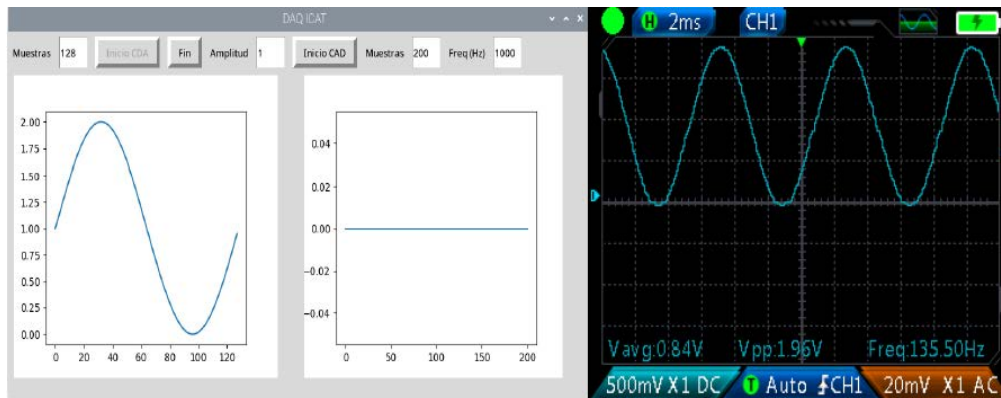 DAQ ICAT
Muestras 128 Inicio CDA Fin Amplitud 1 Inicio CAD Muestras 200 Freq (Hz) 1000
2.00
1.75
1.50
1.25
1.00
0.75
0.50
0.25
0.00
0 20 40 60 80 100 120
0.04
0.02
0.00
−0.02
−0.04
0 50 100 150 200
H 2ms CH1
Vavg:0.84V Vpp:1.96V Freq:135.50Hz
500mV X1 DC T Auto CH1 20mV X1 AC